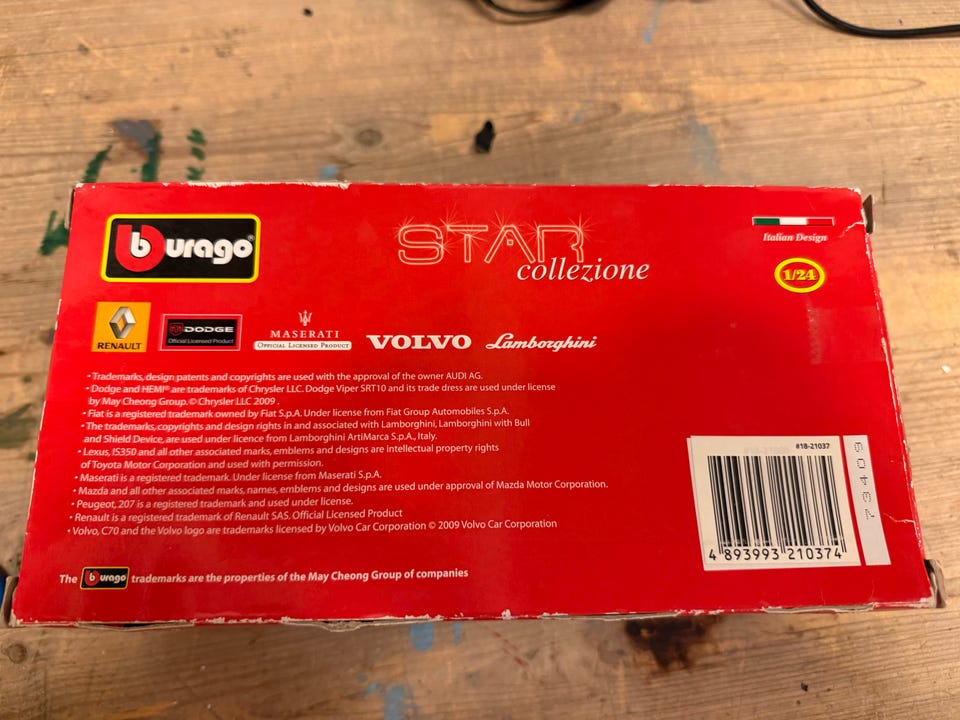 burago®
STAR
collezione
Italian Design
1/24
RENAULT
DODGE
Official Licensed Product
MASERATI
OFFICIAL LICENSED PRODUCT
VOLVO
Lamborghini
• Trademarks, design patents and copyrights are used with the approval of the owner AUDI AG.
• Dodge and HEMI® are trademarks of Chrysler LLC. Dodge Viper SRT10 and its trade dress are used under license
by May Cheong Group. © Chrysler LLC 2009 .
• Fiat is a registered trademark owned by Fiat S.p.A. Under license from Fiat Group Automobiles S.p.A.
• The trademarks, copyrights and design rights in and associated with Lamborghini, Lamborghini with Bull
and Shield Device, are used under licence from Lamborghini ArtiMarca S.p.A., Italy.
• Lexus, IS350 and all other associated marks, emblems and designs are intellectual property rights
of Toyota Motor Corporation and used with permission.
• Maserati is a registered trademark. Under license from Maserati S.p.A.
• Mazda and all other associated marks, names, emblems and designs are used under approval of Mazda Motor Corporation.
• Peugeot, 207 is a registered trademark and used under license.
• Renault is a registered trademark of Renault SAS. Official Licensed Product
• Volvo, C70 and the Volvo logo are trademarks licensed by Volvo Car Corporation © 2009 Volvo Car Corporation
The burago trademarks are the properties of the May Cheong Group of companies
#18-21037
4 893993 210374
73409